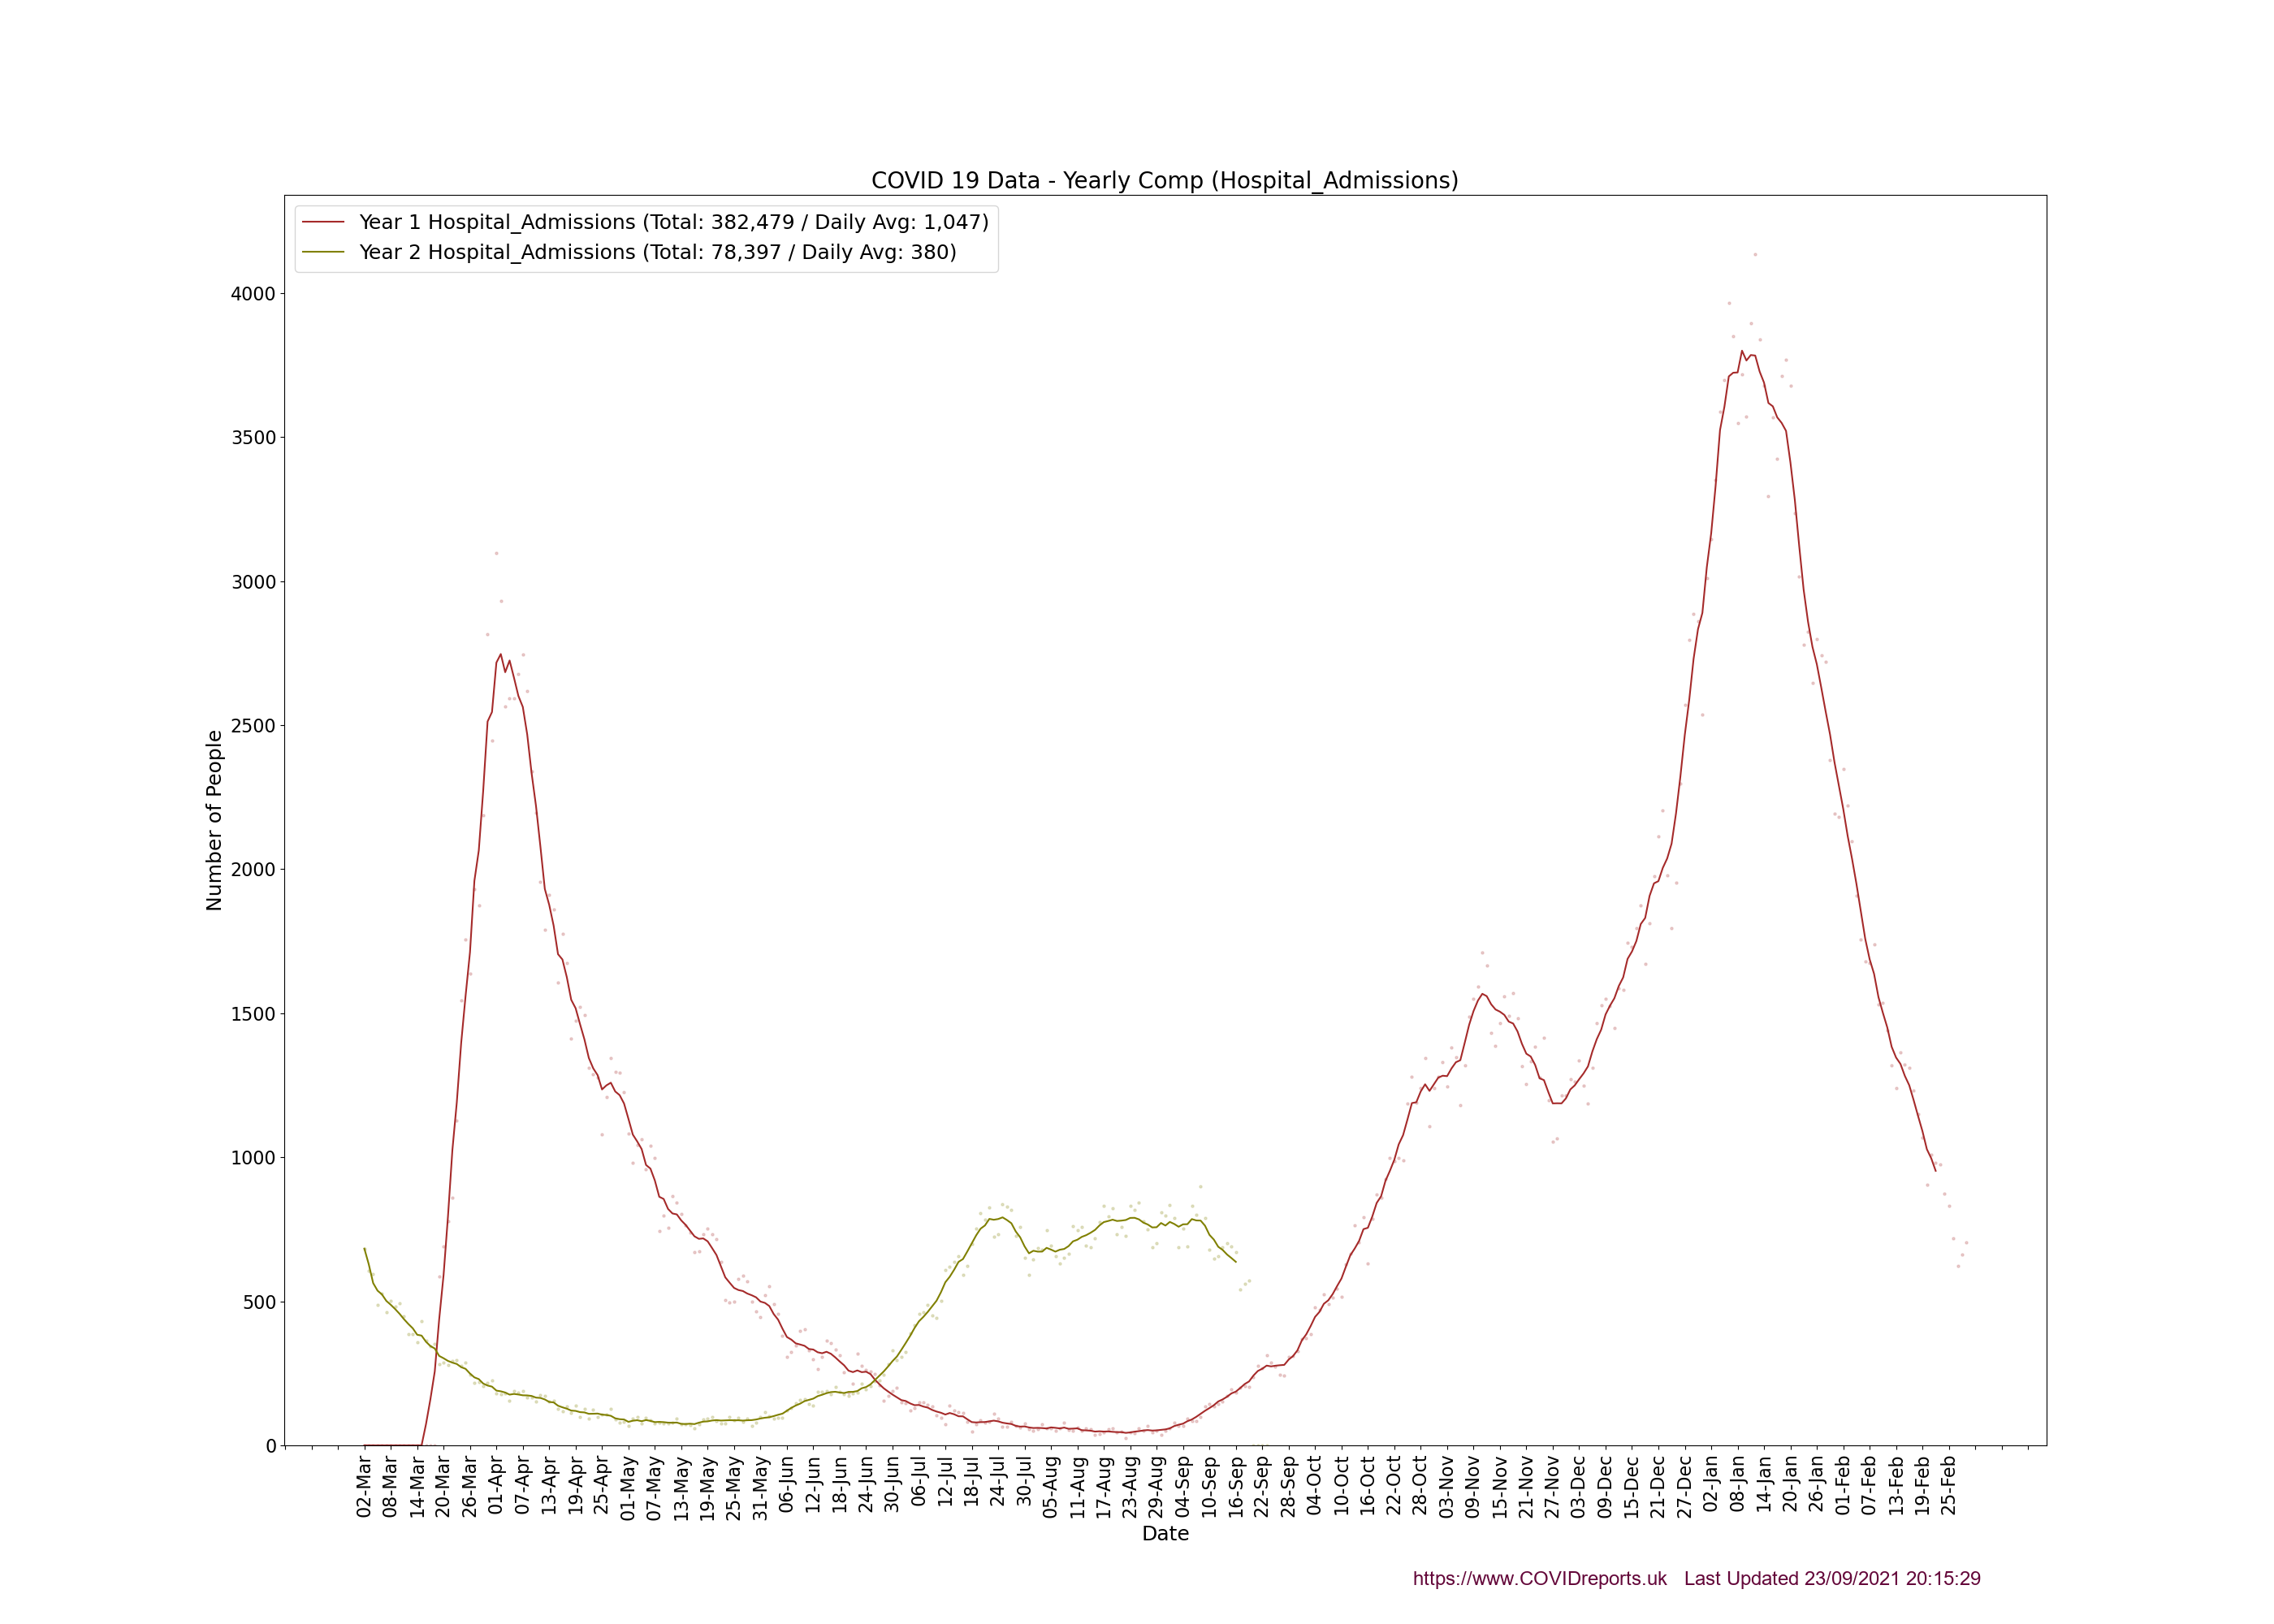 COVID 19 Data - Yearly Comp (Hospital_Admissions)
Year 1 Hospital_Admissions (Total: 382,479 / Daily Avg: 1,047)
Year 2 Hospital_Admissions (Total: 78,397 / Daily Avg: 380)
4000
3500
3000
2500
2000
1500
1000
500
0
Number of People
02-Mar
08-Mar
14-Mar
20-Mar
26-Mar
01-Apr
07-Apr
13-Apr
19-Apr
25-Apr
01-May
07-May
13-May
19-May
25-May
31-May
06-Jun
12-Jun
18-Jun
24-Jun
30-Jun
06-Jul
12-Jul
18-Jul
24-Jul
30-Jul
05-Aug
11-Aug
17-Aug
23-Aug
29-Aug
04-Sep
10-Sep
16-Sep
22-Sep
28-Sep
04-Oct
10-Oct
16-Oct
22-Oct
28-Oct
03-Nov
09-Nov
15-Nov
21-Nov
27-Nov
03-Dec
09-Dec
15-Dec
21-Dec
27-Dec
02-Jan
08-Jan
14-Jan
20-Jan
26-Jan
01-Feb
07-Feb
13-Feb
19-Feb
25-Feb
Date
https://www.COVIDreports.uk Last Updated 23/09/2021 20:15:29